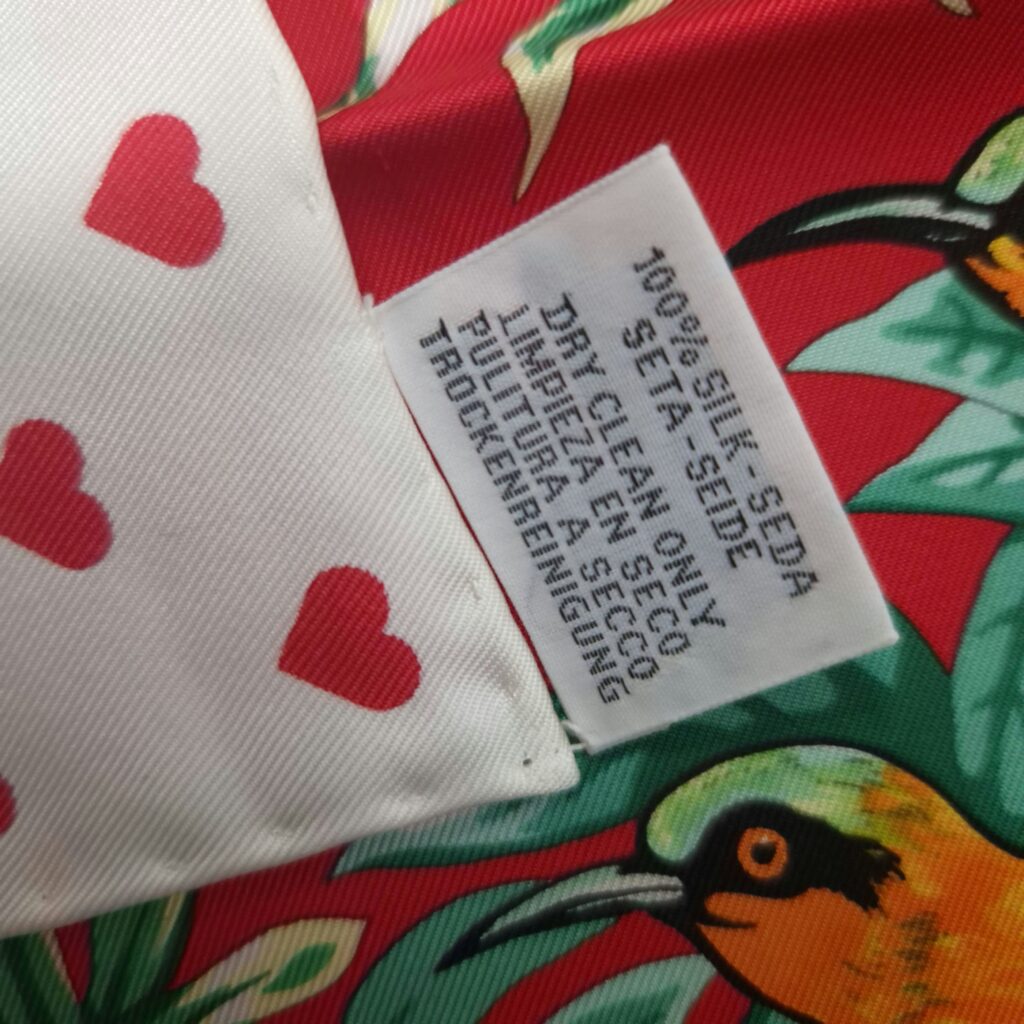 100% SILK-SEDA
SETA-SEIDE
DRY CLEAN ONLY
LIMPIEZA EN SECO
PULITURA A SECCO
TROCKENREINIGUNG